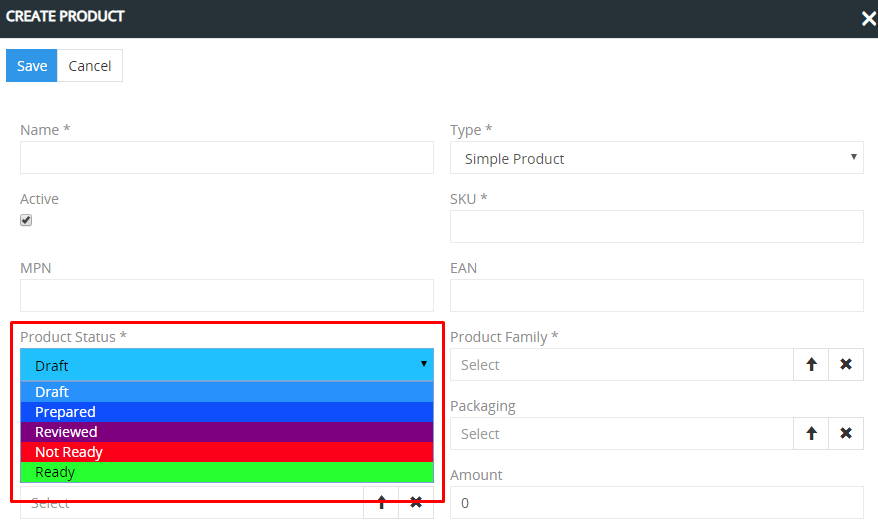 CREATE PRODUCT
Save Cancel
Name * Type *
Simple Product
Active SKU *
MPN EAN
Product Status * Product Family *
Draft Select
Draft
Prepared Packaging
Reviewed Select
Not Ready
Ready Amount
Select 0